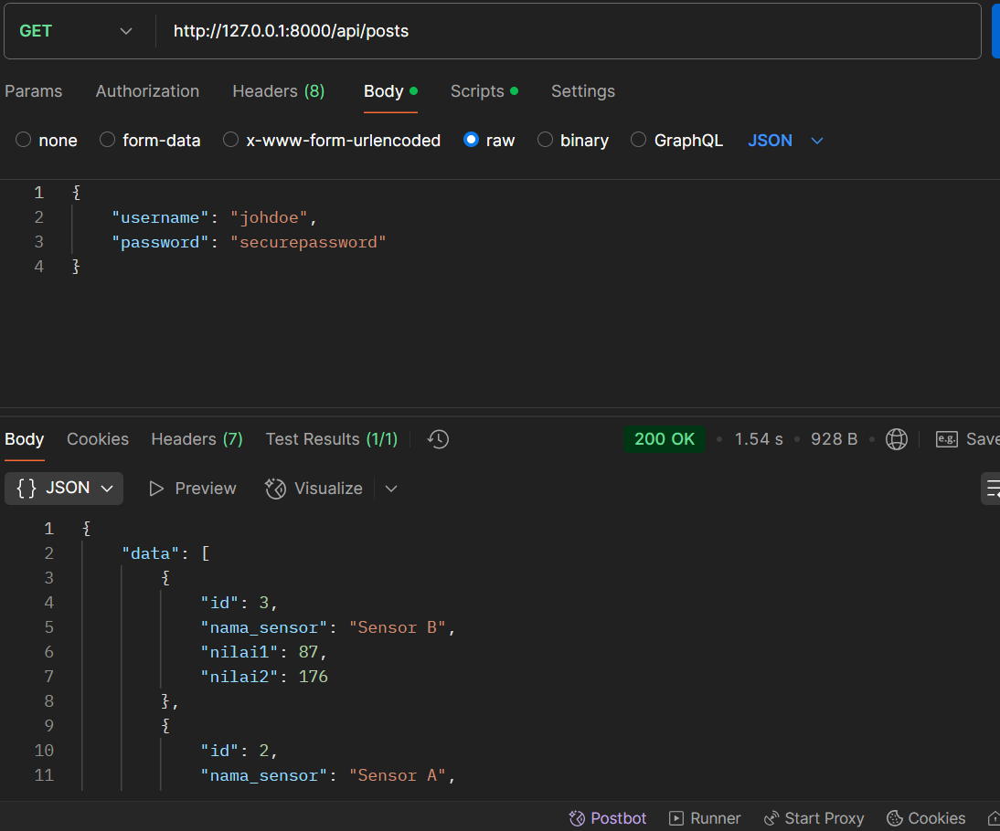 GET http://127.0.0.1:8000/api/posts
Params Authorization Headers (8) Body Scripts Settings
none form-data x-www-form-urlencoded raw binary GraphQL JSON
1 {
2 "username": "johdoe",
3 "password": "securepassword"
4 }
Body Cookies Headers (7) Test Results (1/1) 200 OK • 1.54 s • 928 B • e.g. Save
{} JSON Preview Visualize
1 {
2 "data": [
3 {
4 "id": 3,
5 "nama_sensor": "Sensor B",
6 "nilai1": 87,
7 "nilai2": 176
8 },
9 {
10 "id": 2,
11 "nama_sensor": "Sensor A",
Postbot Runner Start Proxy Cookies